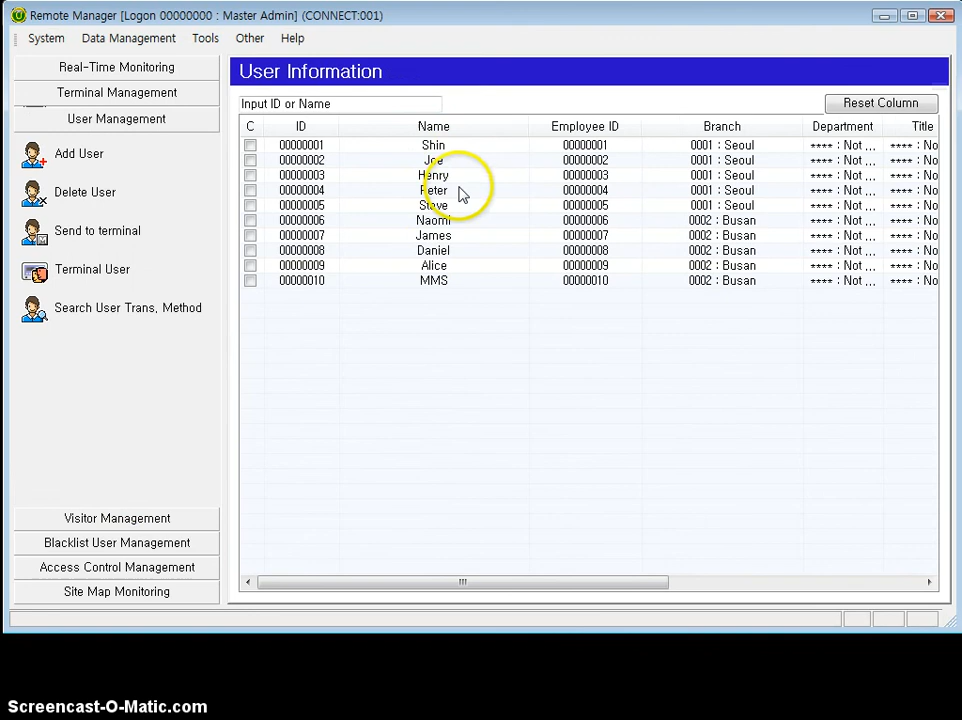 Remote Manager [Logon 00000000 : Master Admin] (CONNECT:001)
System Data Management Tools Other Help
Real-Time Monitoring
Terminal Management
User Management
Add User
Delete User
Send to terminal
Terminal User
Search User Trans, Method
Visitor Management
Blacklist User Management
Access Control Management
Site Map Monitoring
User Information
Input ID or Name
Reset Column
C ID Name Employee ID Branch Department Title
00000001 Shin 00000001 0001 : Seoul **** : Not ... **** : No
00000002 Joe 00000002 0001 : Seoul **** : Not ... **** : No
00000003 Henry 00000003 0001 : Seoul **** : Not ... **** : No
00000004 Peter 00000004 0001 : Seoul **** : Not ... **** : No
00000005 Steve 00000005 0001 : Seoul **** : Not ... **** : No
00000006 Naomi 00000006 0002 : Busan **** : Not ... **** : No
00000007 James 00000007 0002 : Busan **** : Not ... **** : No
00000008 Daniel 00000008 0002 : Busan **** : Not ... **** : No
00000009 Alice 00000009 0002 : Busan **** : Not ... **** : No
00000010 MMS 00000010 0002 : Busan **** : Not ... **** : No
Screencast-O-Matic.com